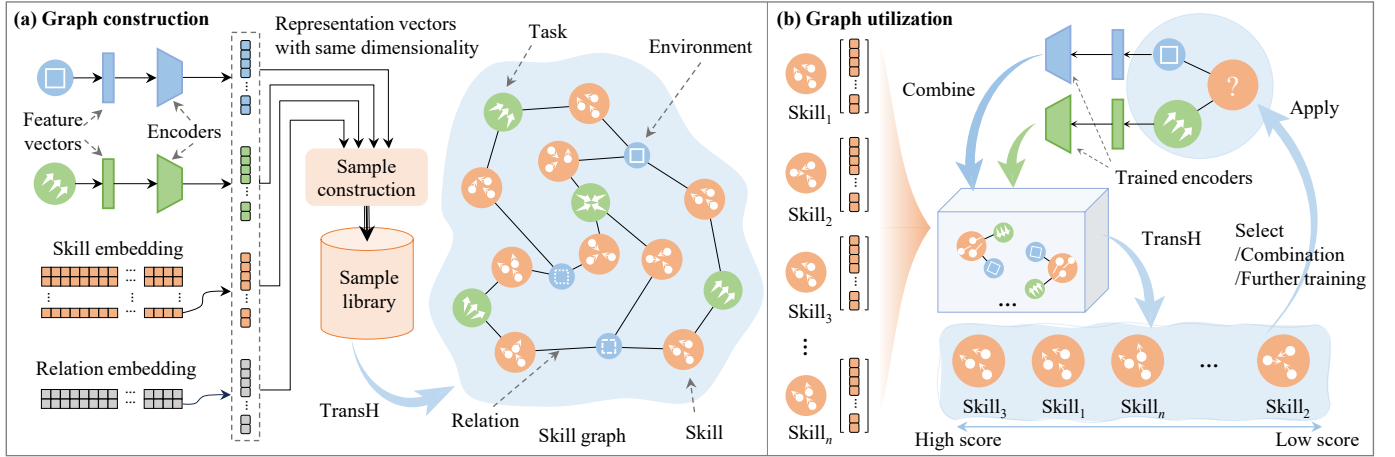 (a) Graph construction
Representation vectors
with same dimensionality
Feature
vectors
Encoders
Skill embedding
...
...
Relation embedding
...
Sample
construction
Sample
library
TransH
Task
Environment
Relation
Skill graph
Skill
(b) Graph utilization
Skill1
Skill2
Skill3
...
Skilln
Combine
?
Apply
Trained encoders
TransH
Select
/Combination
/Further training
...
Skill3
Skill1
Skilln
...
Skill2
High score
Low score